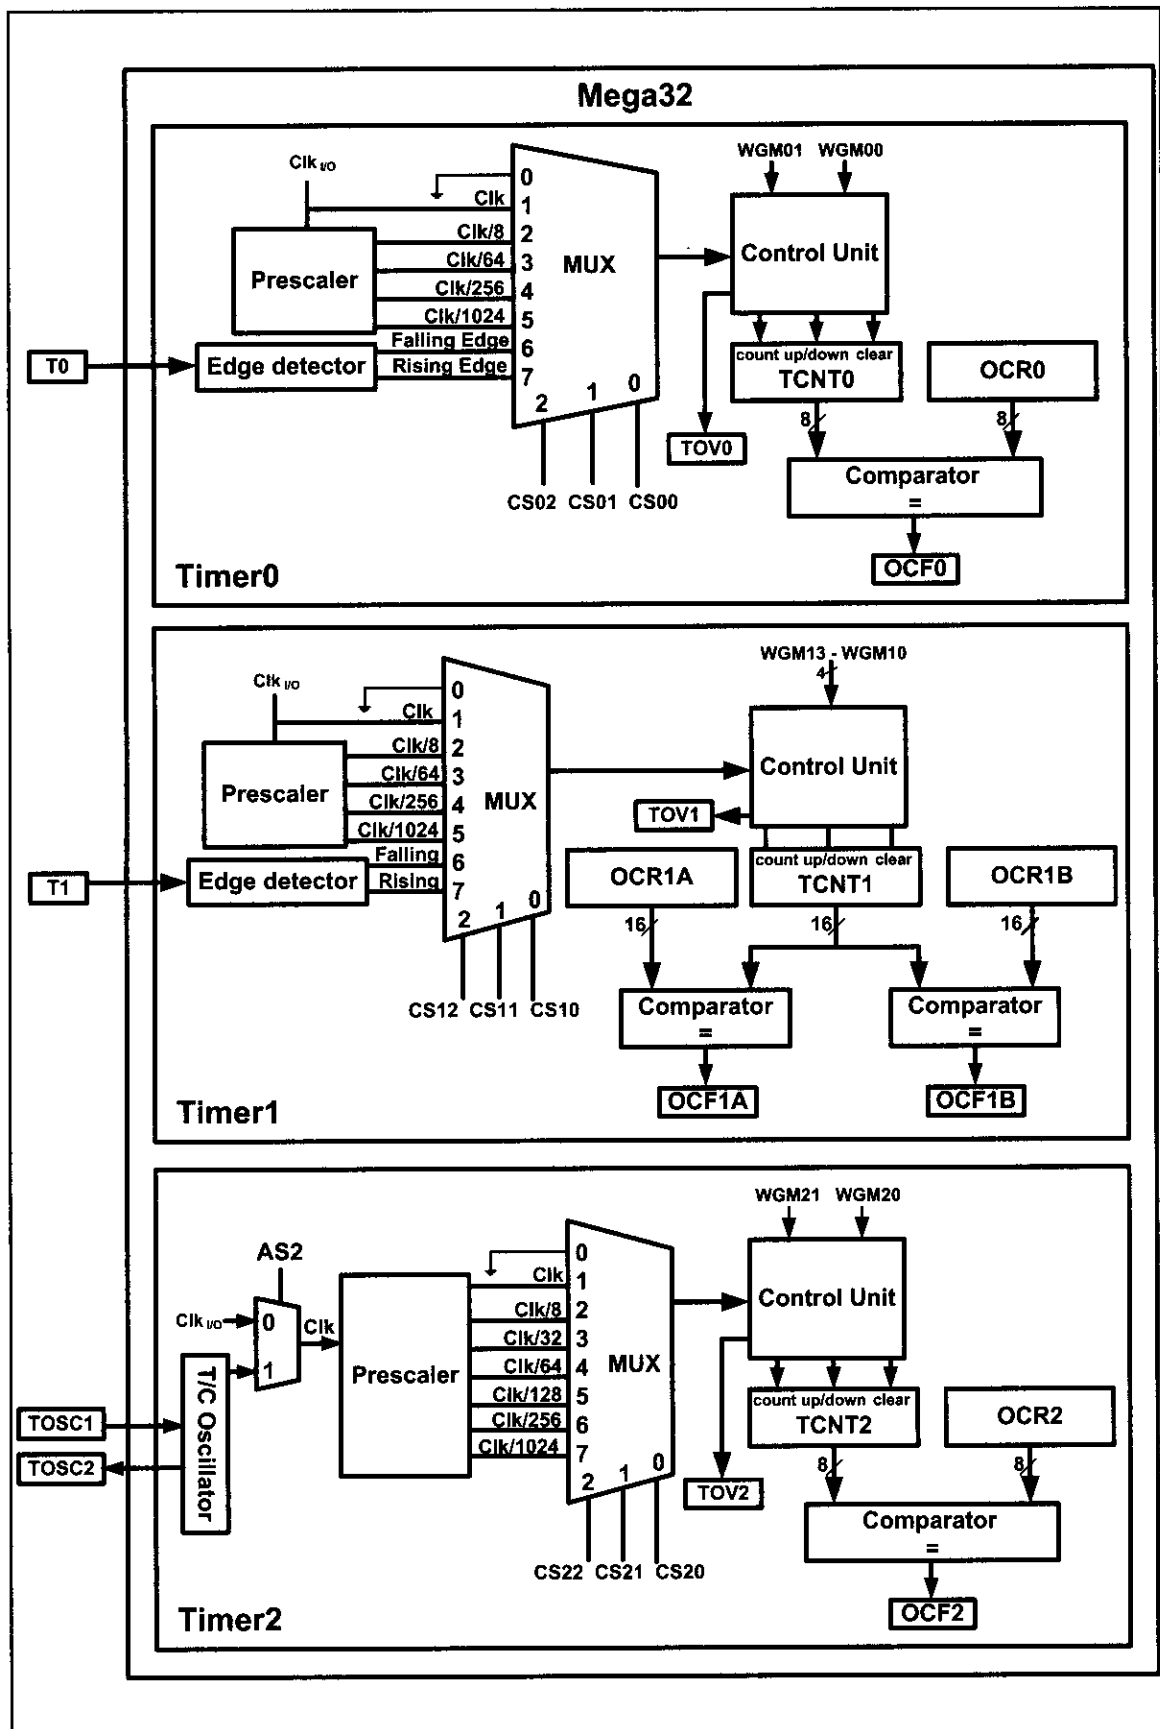 Mega32
WGM01 WGM00
Clk I/O
0
Clk 1
Clk/8 2
Clk/64 3
Clk/256 4
Clk/1024 5
Falling Edge 6
Rising Edge 7
Prescaler
MUX
Control Unit
T0
Edge detector
2 1 0
count up/down clear
TCNT0
OCR0
8 8
TOV0
CS02 CS01 CS00
Comparator
=
OCF0
Timer0
WGM13 - WGM10
4
Clk I/O
0
Clk 1
Clk/8 2
Clk/64 3
Clk/256 4
Clk/1024 5
Falling 6
Rising 7
Prescaler
MUX
Control Unit
TOV1
T1
Edge detector
2 1 0
OCR1A
count up/down clear
TCNT1
OCR1B
16 16 16
CS12 CS11 CS10
Comparator
=
Comparator
=
OCF1A
OCF1B
Timer1
WGM21 WGM20
AS2
Clk I/O
0
1
Clk
T/C Oscillator
TOSC1
TOSC2
Prescaler
0
Clk 1
Clk/8 2
Clk/32 3
Clk/64 4
Clk/128 5
Clk/256 6
Clk/1024 7
MUX
2 1 0
Control Unit
count up/down clear
TCNT2
OCR2
8 8
TOV2
CS22 CS21 CS20
Comparator
=
OCF2
Timer2